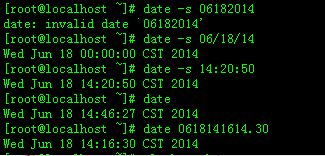 [root@localhost ~]# date -s 06182014
date: invalid date `06182014'
[root@localhost ~]# date -s 06/18/14
Wed Jun 18 00:00:00 CST 2014
[root@localhost ~]# date -s 14:20:50
Wed Jun 18 14:20:50 CST 2014
[root@localhost ~]# date
Wed Jun 18 14:46:27 CST 2014
[root@localhost ~]# date 0618141614.30
Wed Jun 18 14:16:30 CST 2014